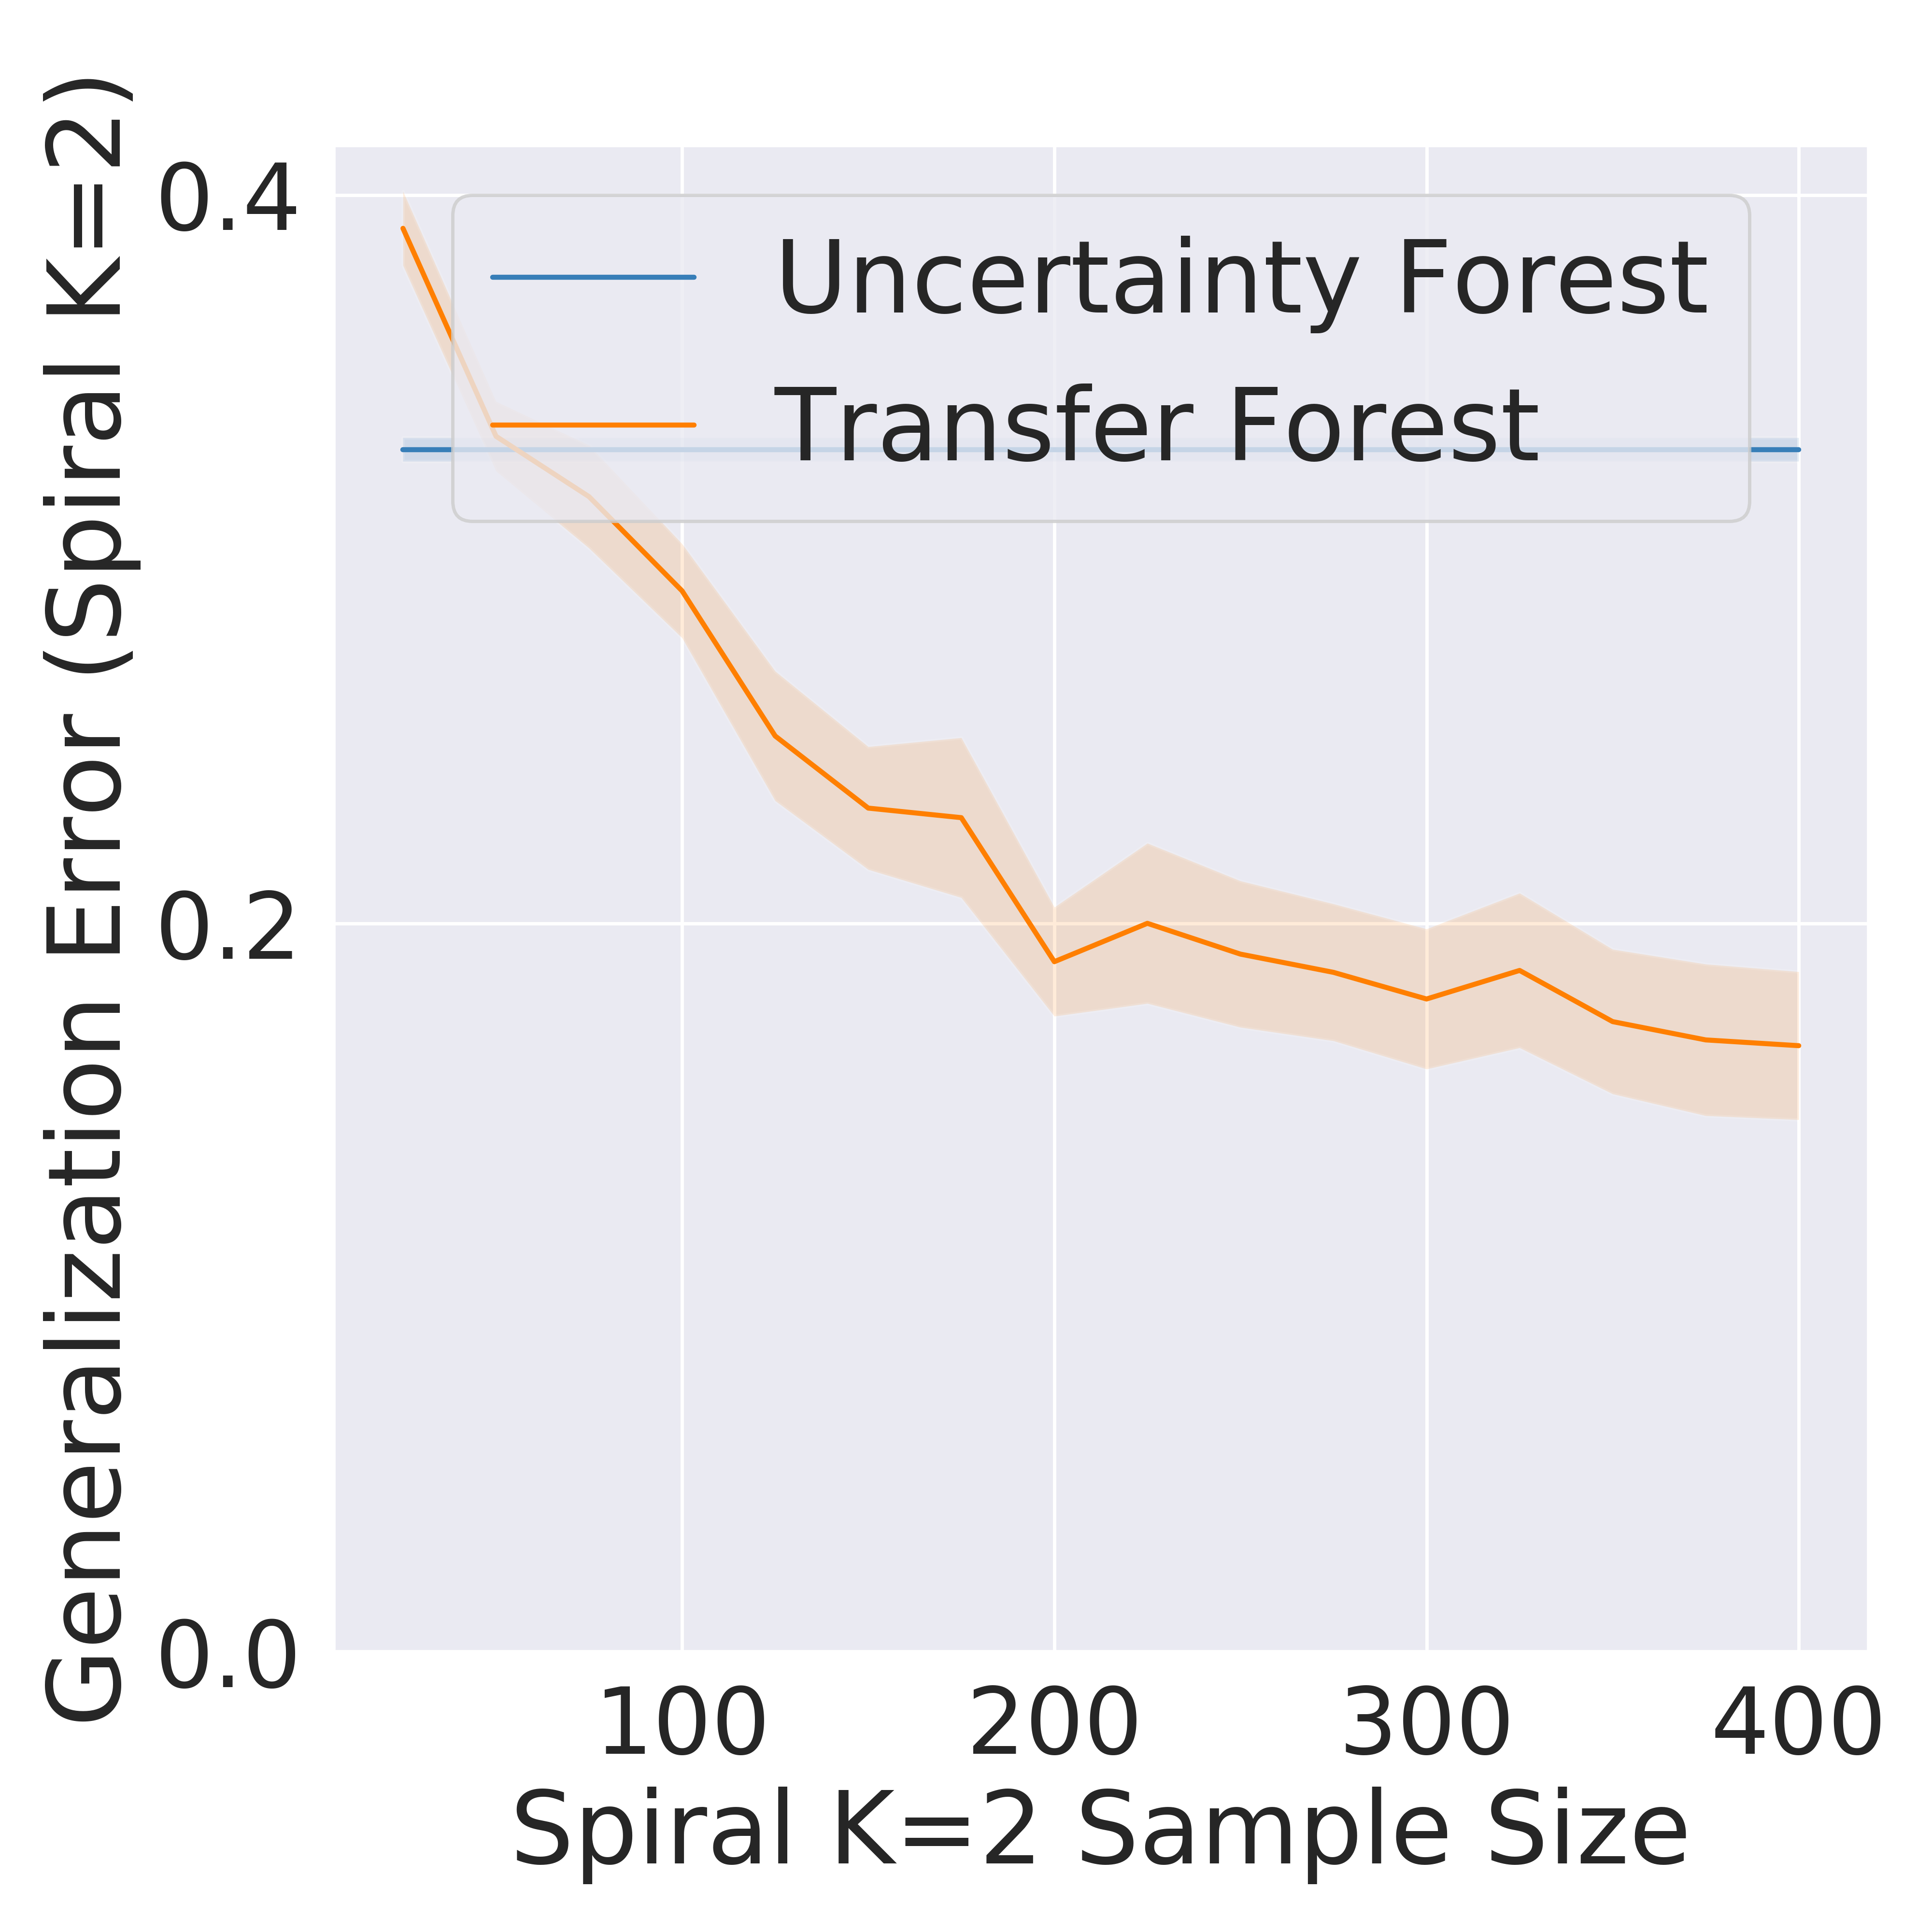 Generalization Error (Spiral K=2)
0.4
0.2
0.0
Uncertainty Forest
Transfer Forest
100 200 300 400
Spiral K=2 Sample Size